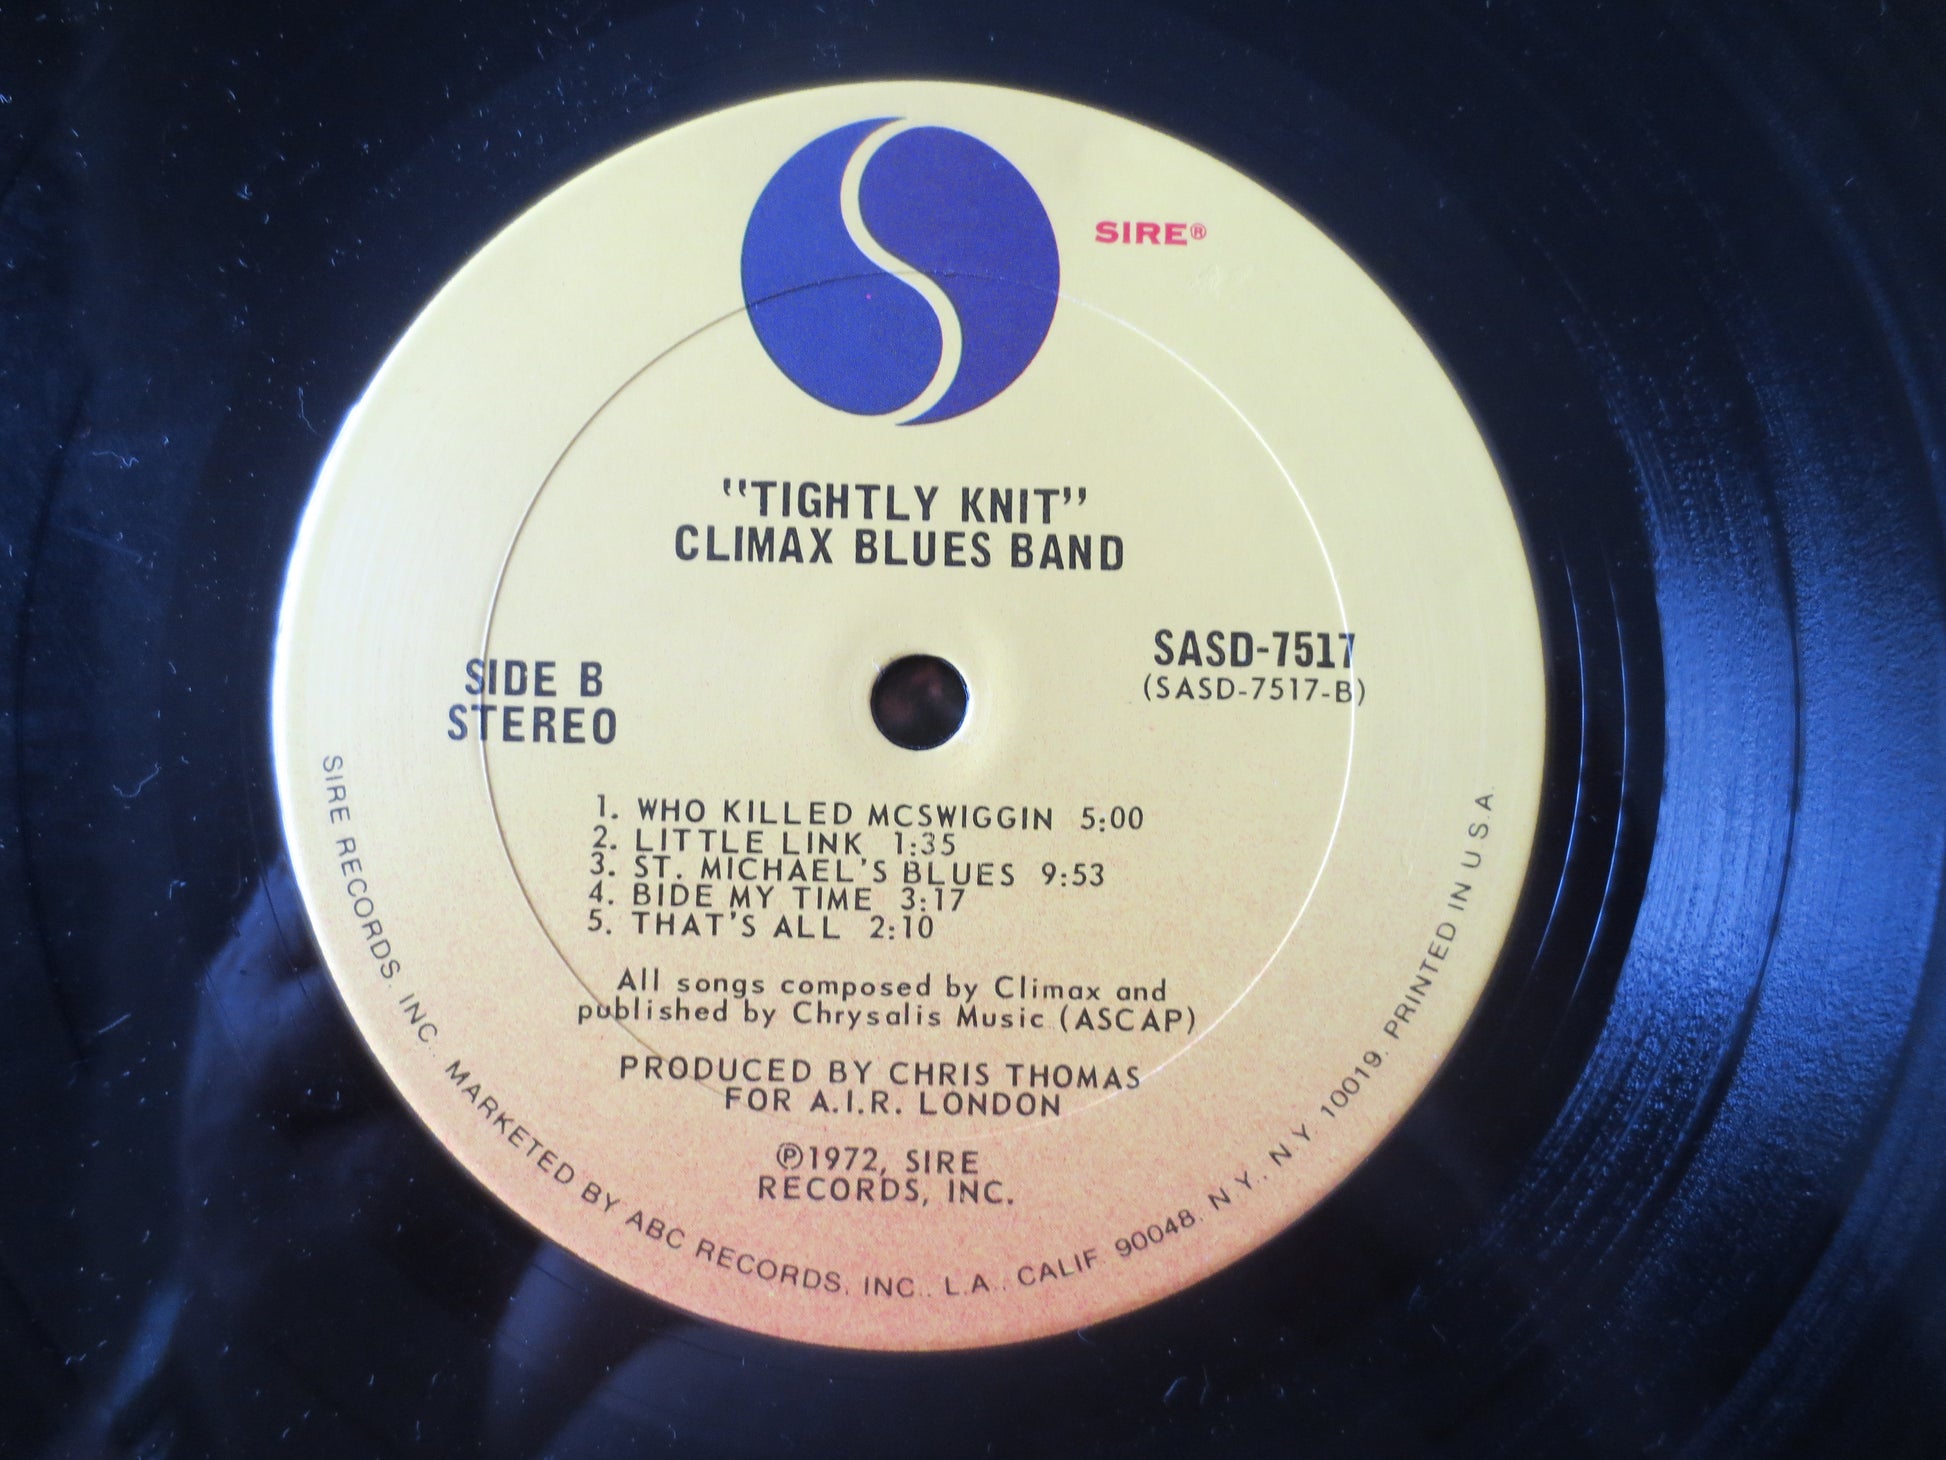 SIRE®
"TIGHTLY KNIT"
CLIMAX BLUES BAND
SIDE B
STEREO
SASD-7517
(SASD-7517-B)
1. WHO KILLED MCSWIGGIN 5:00
2. LITTLE LINK 1:35
3. ST. MICHAEL'S BLUES 9:53
4. BIDE MY TIME 3:17
5. THAT'S ALL 2:10
All songs composed by Climax and
published by Chrysalis Music (ASCAP)
PRODUCED BY CHRIS THOMAS
FOR A.I.R. LONDON
℗1972, SIRE
RECORDS, INC.
SIRE RECORDS, INC. MARKETED BY ABC RECORDS, INC., L.A., CALIF. 90048. N.Y., N.Y. 10019. PRINTED IN U.S.A.